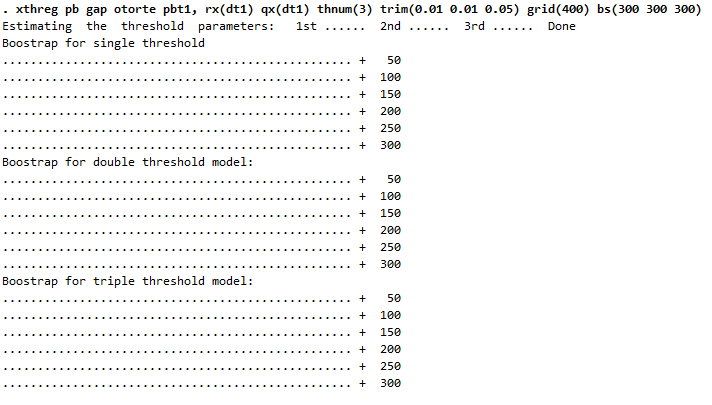 . xthreg pb gap otorte pbt1, rx(dt1) qx(dt1) thnum(3) trim(0.01 0.01 0.05) grid(400) bs(300 300 300)
Estimating the threshold parameters: 1st ...... 2nd ...... 3rd ...... Done
Boostrap for single threshold
.................................................. + 50
.................................................. + 100
.................................................. + 150
.................................................. + 200
.................................................. + 250
.................................................. + 300
Boostrap for double threshold model:
.................................................. + 50
.................................................. + 100
.................................................. + 150
.................................................. + 200
.................................................. + 250
.................................................. + 300
Boostrap for triple threshold model:
.................................................. + 50
.................................................. + 100
.................................................. + 150
.................................................. + 200
.................................................. + 250
.................................................. + 300